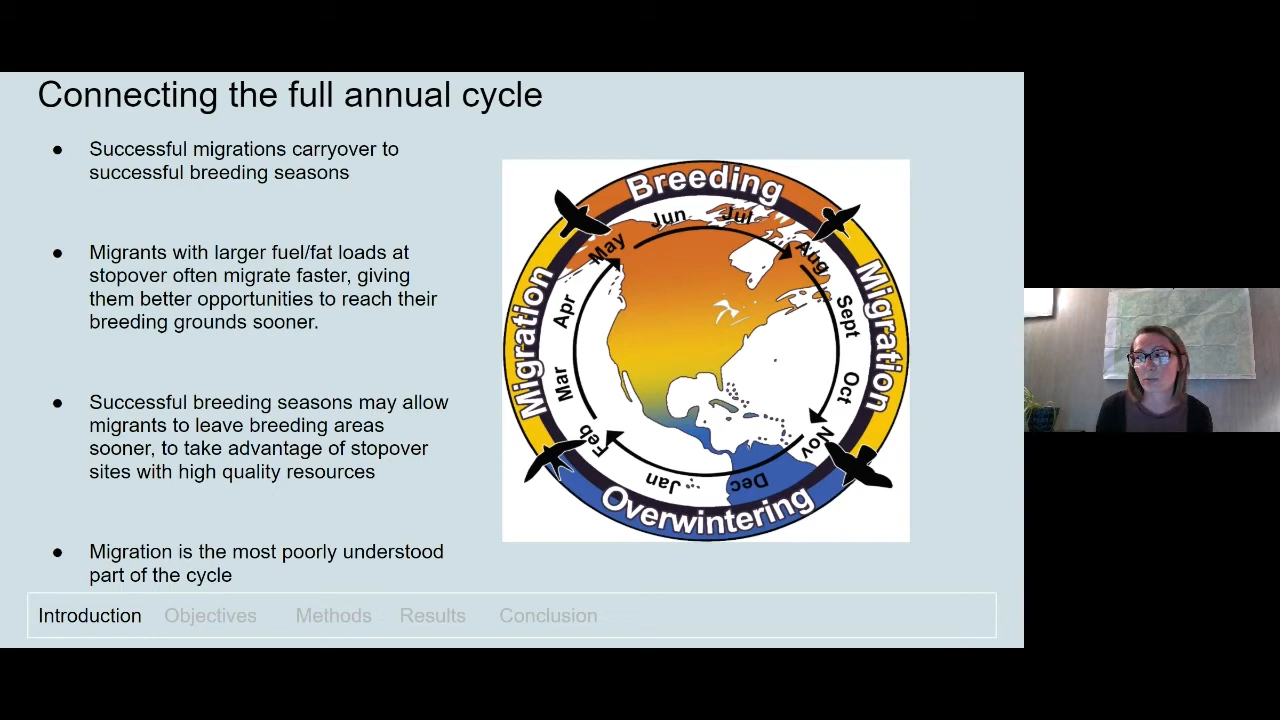 Connecting the full annual cycle
● Successful migrations carryover to
successful breeding seasons
● Migrants with larger fuel/fat loads at
stopover often migrate faster, giving
them better opportunities to reach their
breeding grounds sooner.
● Successful breeding seasons may allow
migrants to leave breeding areas
sooner, to take advantage of stopover
sites with high quality resources
● Migration is the most poorly understood
part of the cycle
Breeding
Jun
Jul
May
Aug
Migration
Migration
Apr
Sept
Mar
Oct
Feb
Nov
Jan
Dec
Overwintering
Introduction Objectives Methods Results Conclusion